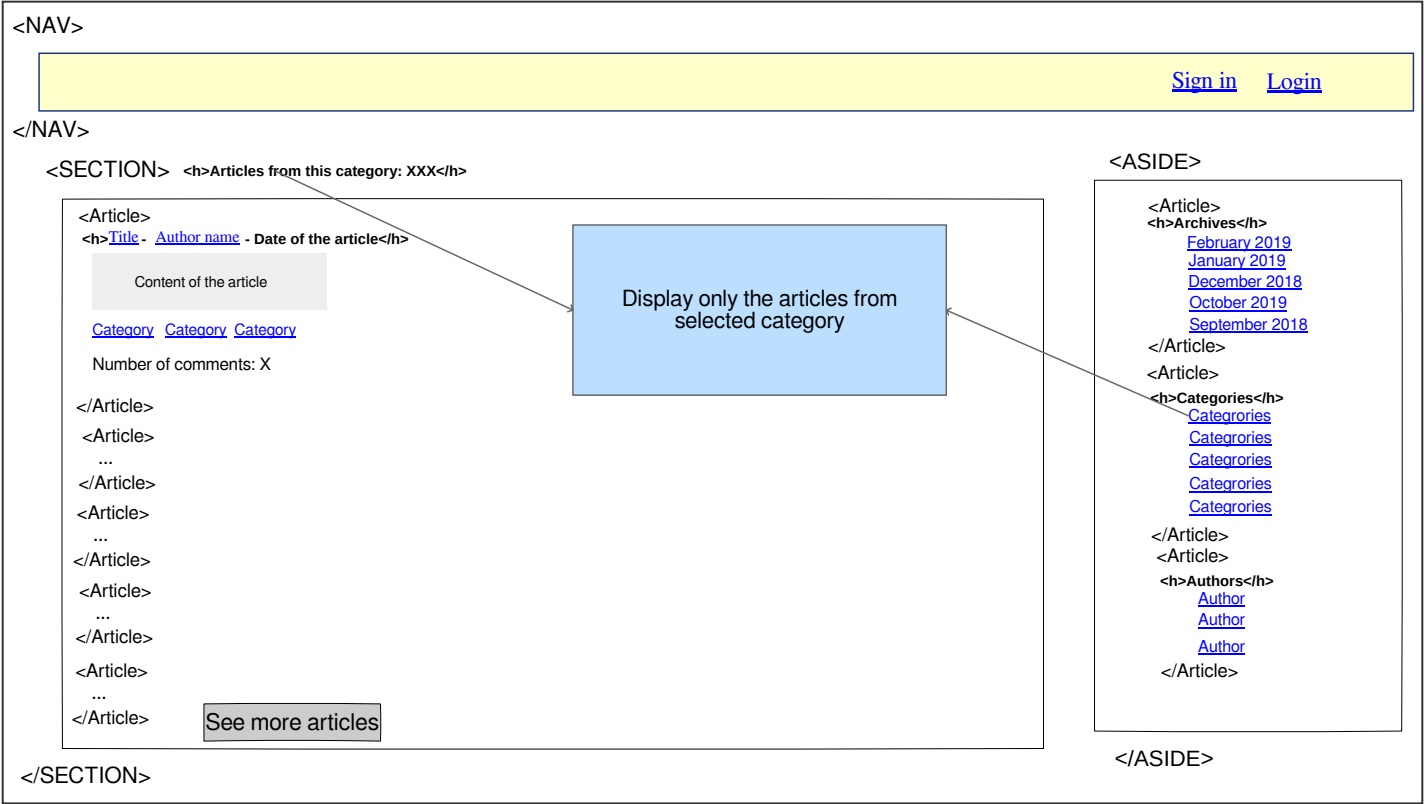 <NAV>
Sign in Login
</NAV>
<SECTION> <h>Articles from this category: XXX</h>
<Article>
<h>Title - Author name - Date of the article</h>
Content of the article
Category Category Category
Number of comments: X
</Article>
<Article>
...
</Article>
<Article>
...
</Article>
<Article>
...
</Article>
<Article>
...
</Article>
See more articles
</SECTION>
Display only the articles from
selected category
<ASIDE>
<Article>
<h>Archives</h>
February 2019
January 2019
December 2018
October 2019
September 2018
</Article>
<Article>
<h>Categories</h>
Categrories
Categrories
Categrories
Categrories
Categrories
</Article>
<Article>
<h>Authors</h>
Author
Author
Author
</Article>
</ASIDE>